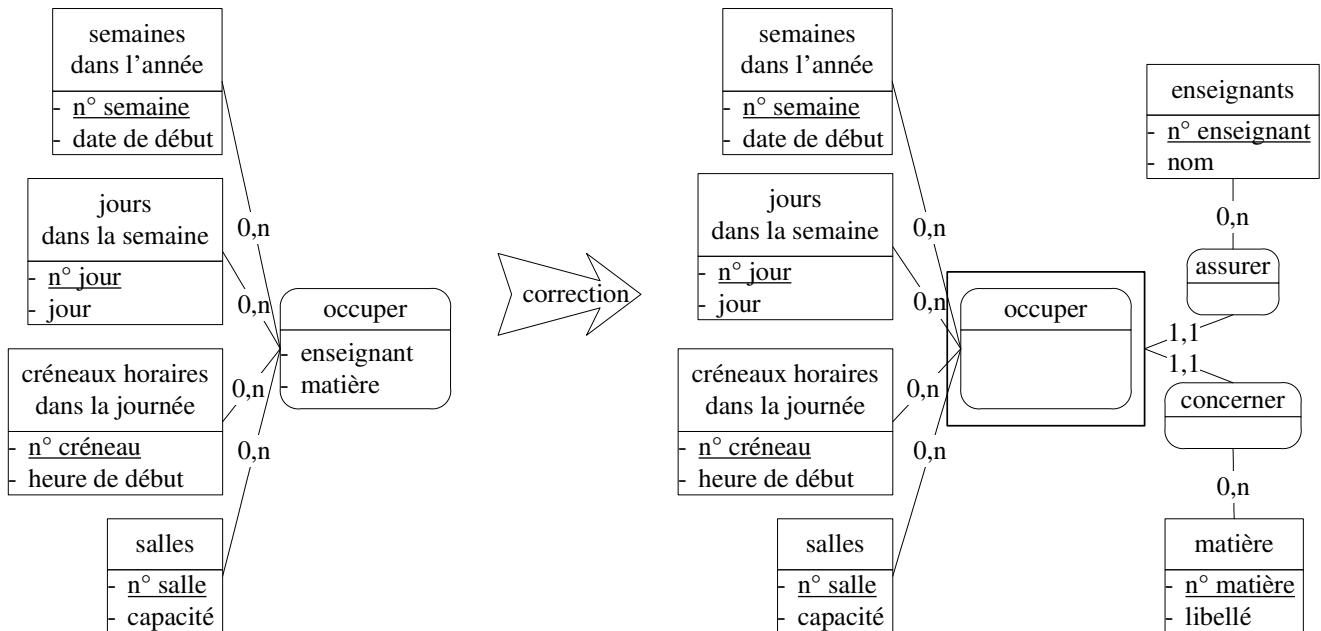 semaines
dans l'année
- n° semaine
- date de début
jours
dans la semaine
- n° jour
- jour
créneaux horaires
dans la journée
- n° créneau
- heure de début
salles
- n° salle
- capacité
0,n
0,n
0,n
0,n
occuper
- enseignant
- matière
correction
semaines
dans l'année
- n° semaine
- date de début
jours
dans la semaine
- n° jour
- jour
créneaux horaires
dans la journée
- n° créneau
- heure de début
salles
- n° salle
- capacité
0,n
0,n
0,n
0,n
occuper
enseignants
- n° enseignant
- nom
0,n
assurer
1,1
1,1
concerner
0,n
matière
- n° matière
- libellé